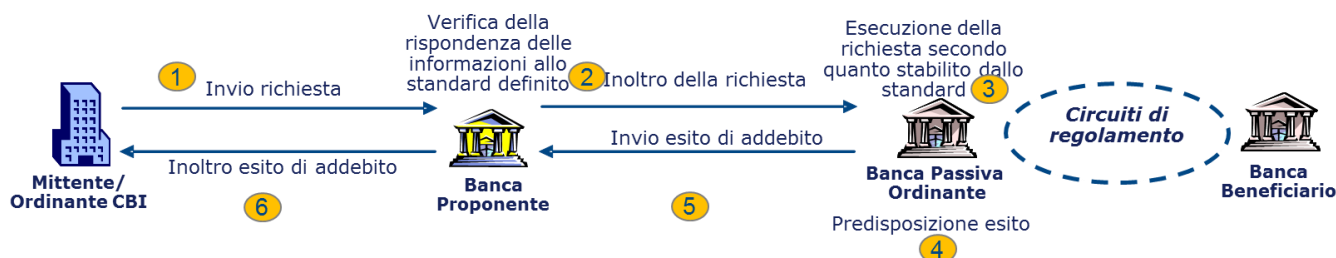 Verifica della
rispondenza delle
informazioni allo
standard definito
Esecuzione della
richiesta secondo
quanto stabilito dallo
standard
1
2
3
Invio richiesta
Inoltro della richiesta
Circuiti di
regolamento
Invio esito di addebito
Inoltro esito di addebito
Mittente/
Ordinante CBI
Banca
Proponente
Banca Passiva
Ordinante
Banca
Beneficiario
6
5
Predisposizione esito
4